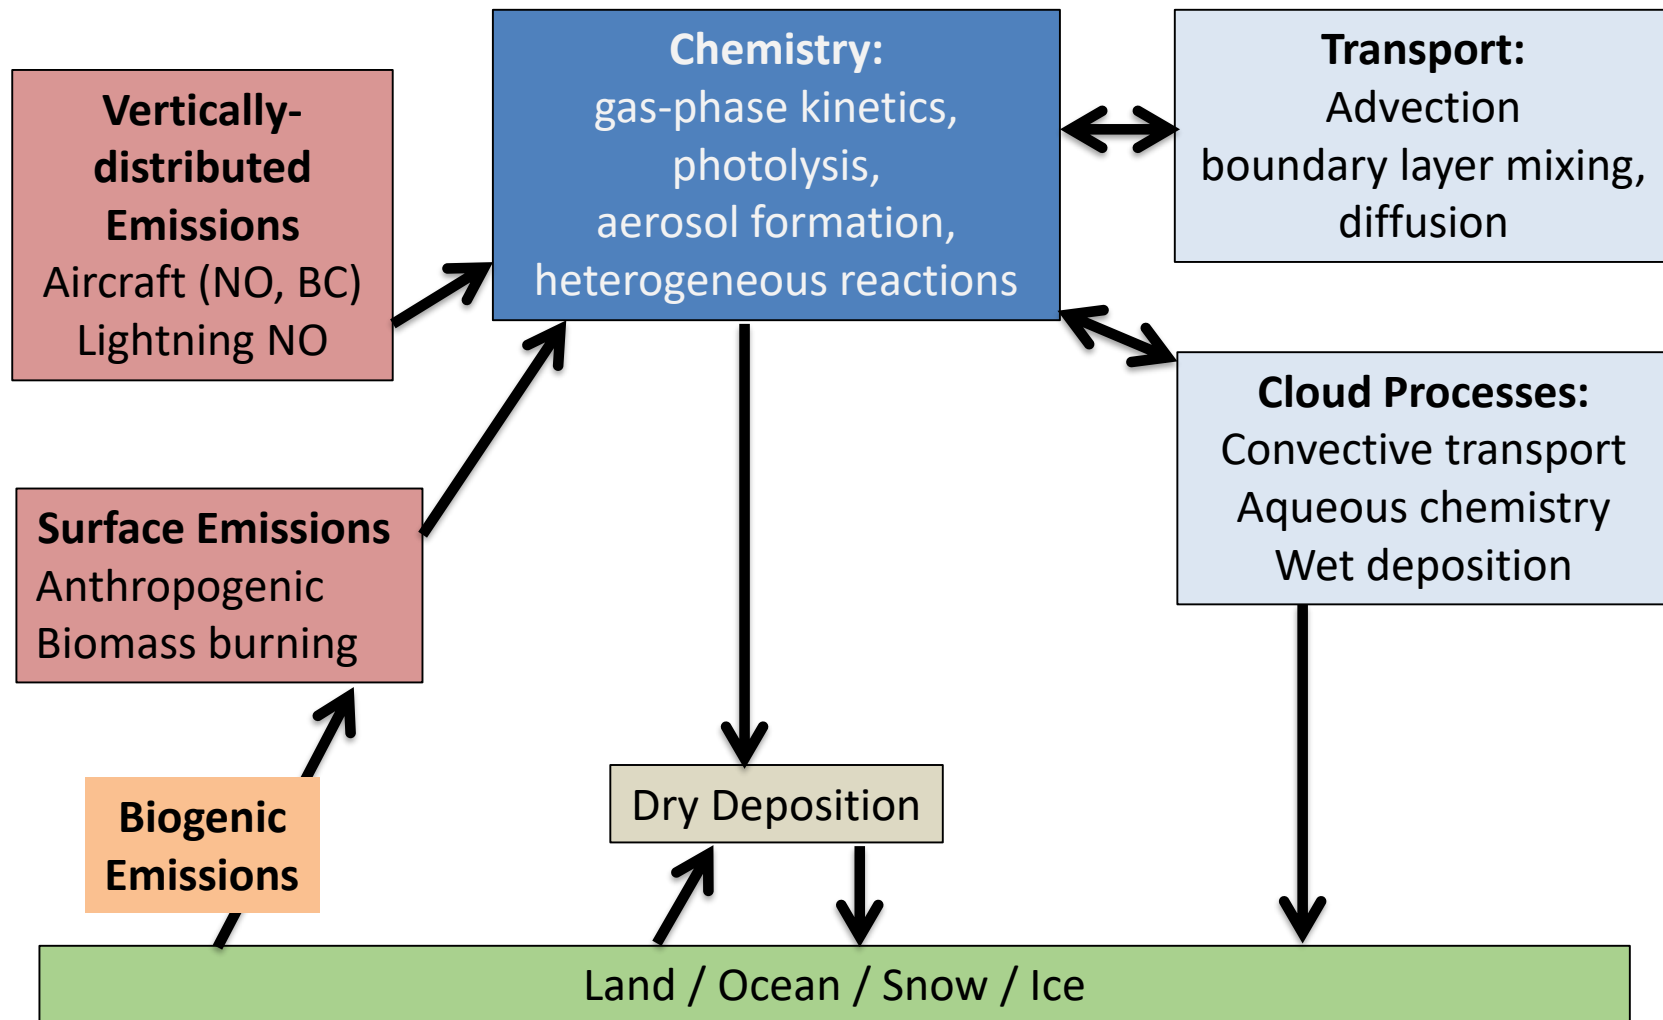 Chemistry:
gas-phase kinetics,
photolysis,
aerosol formation,
heterogeneous reactions
Transport:
Advection
boundary layer mixing,
diffusion
Vertically-
distributed
Emissions
Aircraft (NO, BC)
Lightning NO
Cloud Processes:
Convective transport
Aqueous chemistry
Wet deposition
Surface Emissions
Anthropogenic
Biomass burning
Biogenic
Emissions
Dry Deposition
Land / Ocean / Snow / Ice